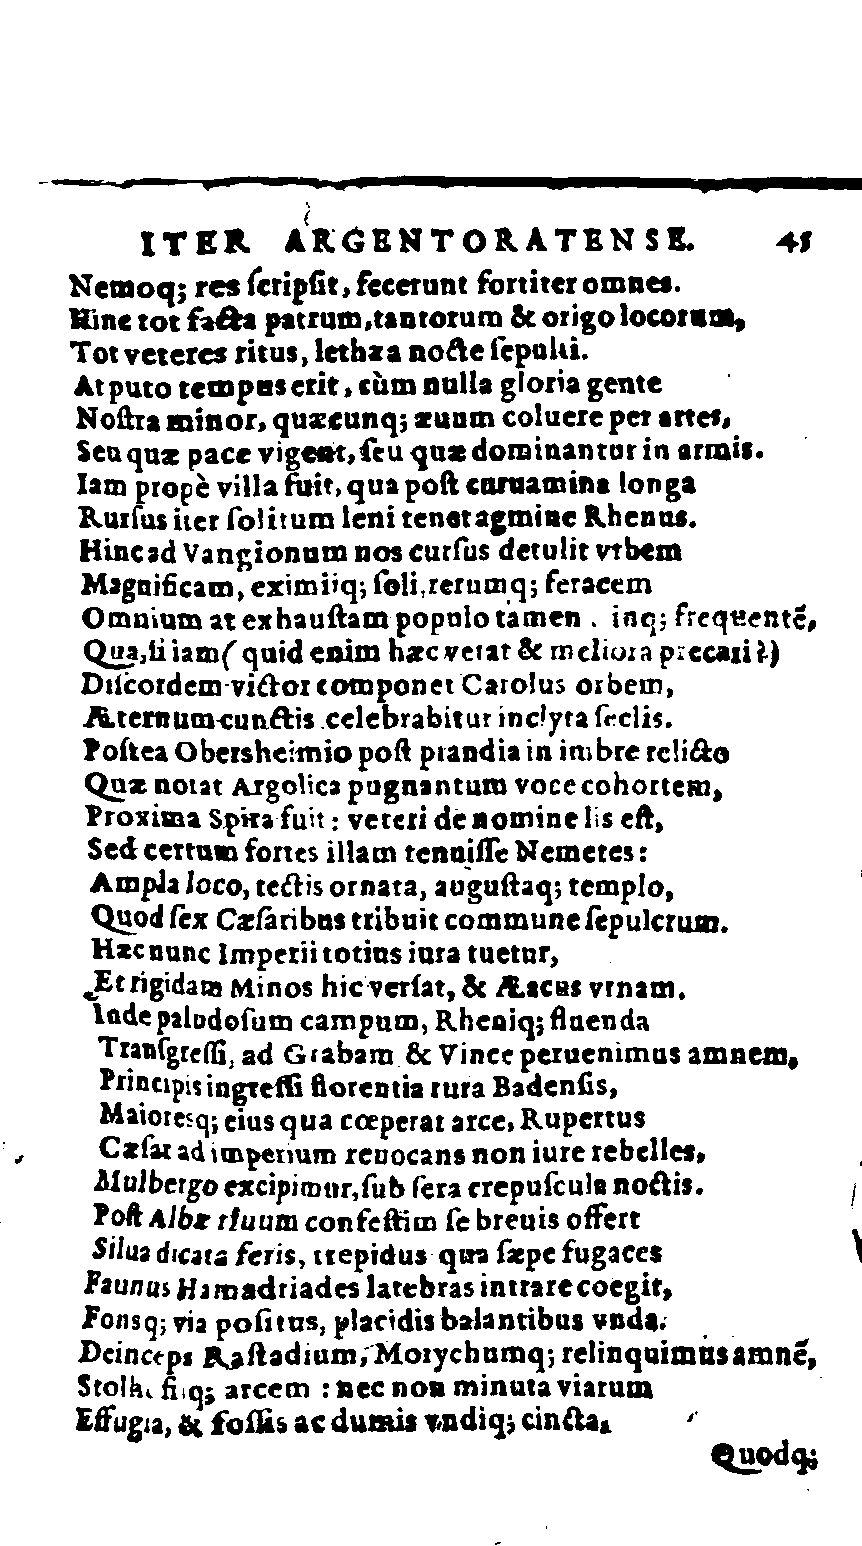 ITER ARGENTORATENSE. 45
Nemoq; res ſcripſit, fecerunt fortiter omnes.
Hinc tot facta patrum, tantorum & origo locorum,
Tot veteres ritus, lethæa nocte ſepulti.
At puto tempus erit, cùm nulla gloria gente
Noſtra minor, quæcunq; æuum coluere per artes,
Seu quæ pace vigent, ſeu quæ dominantur in armis.
Iam propè villa fuit, qua poſt curuamina longa
Rurſus iter ſolitum leni tenet agmine Rhenus.
Hinc ad Vangionum nos curſus detulit vrbem
Magnificam, eximiiq; ſoli, rerumq; feracem
Omnium at exhauſtam populo tamen . inq; frequentẽ,
Qua, ſi iam ( quid enim hæc vetat & meliora precari?)
Diſcordem victor componet Carolus orbem,
Æternum cunctis celebrabitur inclyta ſeclis.
Poſtea Obersheimio poſt prandia in imbre relicto
Quæ notat Argolica pugnantum voce cohortem,
Proxima Spira fuit : veteri de nomine lis eſt,
Sed certum fortes illam tenuiſſe Nemetes :
Ampla loco, tectis ornata, auguſtaq; templo,
Quod ſex Cæſaribus tribuit commune ſepulcrum.
Hæc nunc Imperii totius iura tuetur,
Et rigidam Minos hic verſat, & Æacus vrnam.
Inde paludoſum campum, Rheniq; fluenda
Tranſgreſſi, ad Grabam & Vince peruenimus amnem,
Principis ingreſſi florentia rura Badenſis,
Maioresq; eius qua cœperat arce, Rupertus
Cæſar ad imperium reuocans non iure rebelles,
Mulbergo excipimur, ſub ſera crepuſcula noctis.
Poſt Albæ riuum confeſtim ſe breuis offert
Silua dicata feris, trepidus qua ſæpe fugaces
Faunus Hamadriades latebras intrare coegit,
Fonsq; via poſitus, placidis balantibus vnda.
Deinceps Raſtadium, Morychumq; relinquimus amnẽ,
Stolh. fiiq; arcem : nec non minuta viarum
Effugia, & foſſis ac dumis vndiq; cincta,
Quodq;